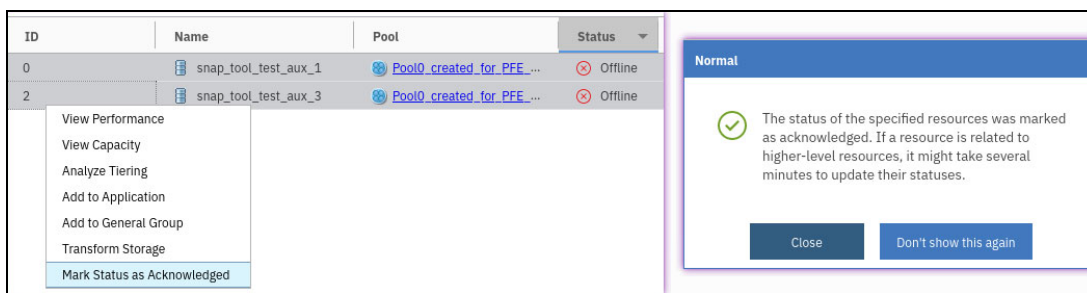 ID Name Pool Status
0 snap_tool_test_aux_1 Pool0_created_for_PFE_... Offline
2 snap_tool_test_aux_3 Pool0_created_for_PFE_... Offline
View Performance
View Capacity
Analyze Tiering
Add to Application
Add to General Group
Transform Storage
Mark Status as Acknowledged
Normal
The status of the specified resources was marked
as acknowledged. If a resource is related to
higher-level resources, it might take several
minutes to update their statuses.
Close Don't show this again